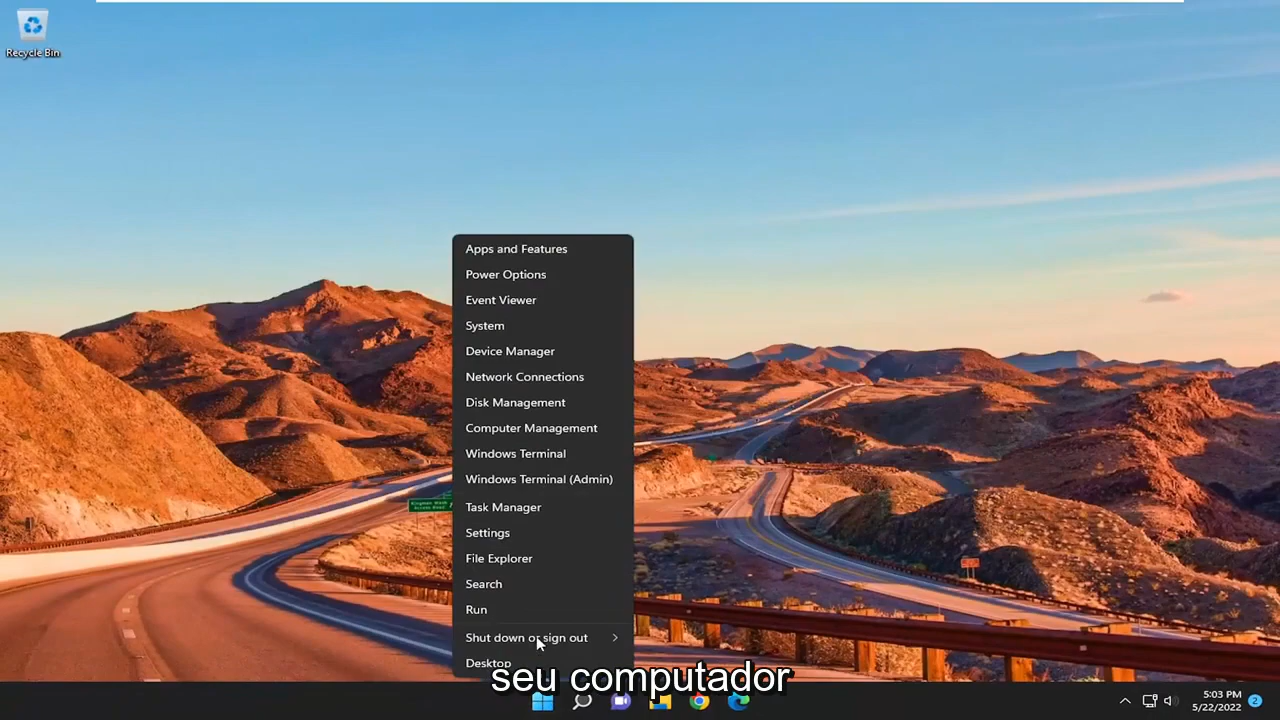 Recycle Bin
Apps and Features
Power Options
Event Viewer
System
Device Manager
Network Connections
Disk Management
Computer Management
Windows Terminal
Windows Terminal (Admin)
Task Manager
Settings
File Explorer
Search
Run
Shut down or sign out
Desktop
seu computador
5:03 PM
5/22/2022
2